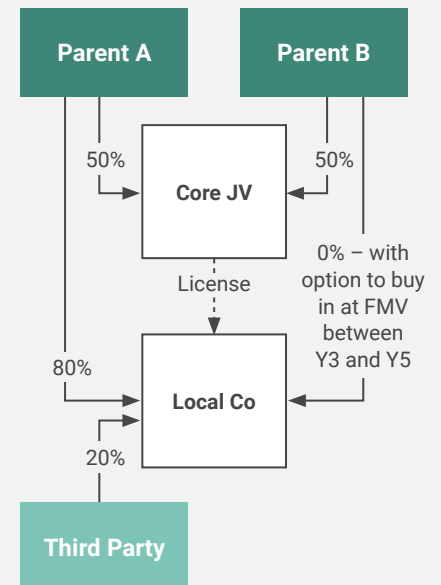 Parent A
Parent B
50%
50%
Core JV
0% – with
option to buy
in at FMV
between
Y3 and Y5
License
80%
Local Co
20%
Third Party